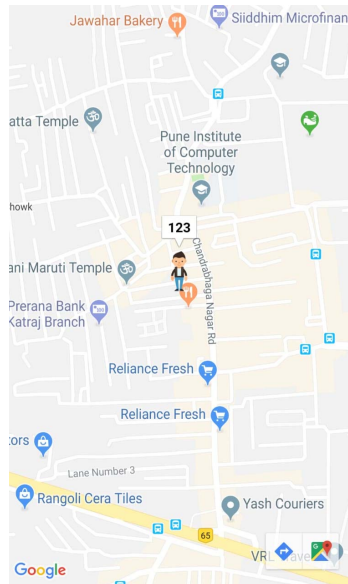 Jawahar Bakery
Siiddhim Microfinan
atta Temple
Pune Institute
of Computer
Technology
howk
123
Chandrabhaga Nagar Rd
ani Maruti Temple
Prerana Bank
Katraj Branch
Reliance Fresh
Reliance Fresh
tors
Lane Number 3
Rangoli Cera Tiles
Yash Couriers
65
Google